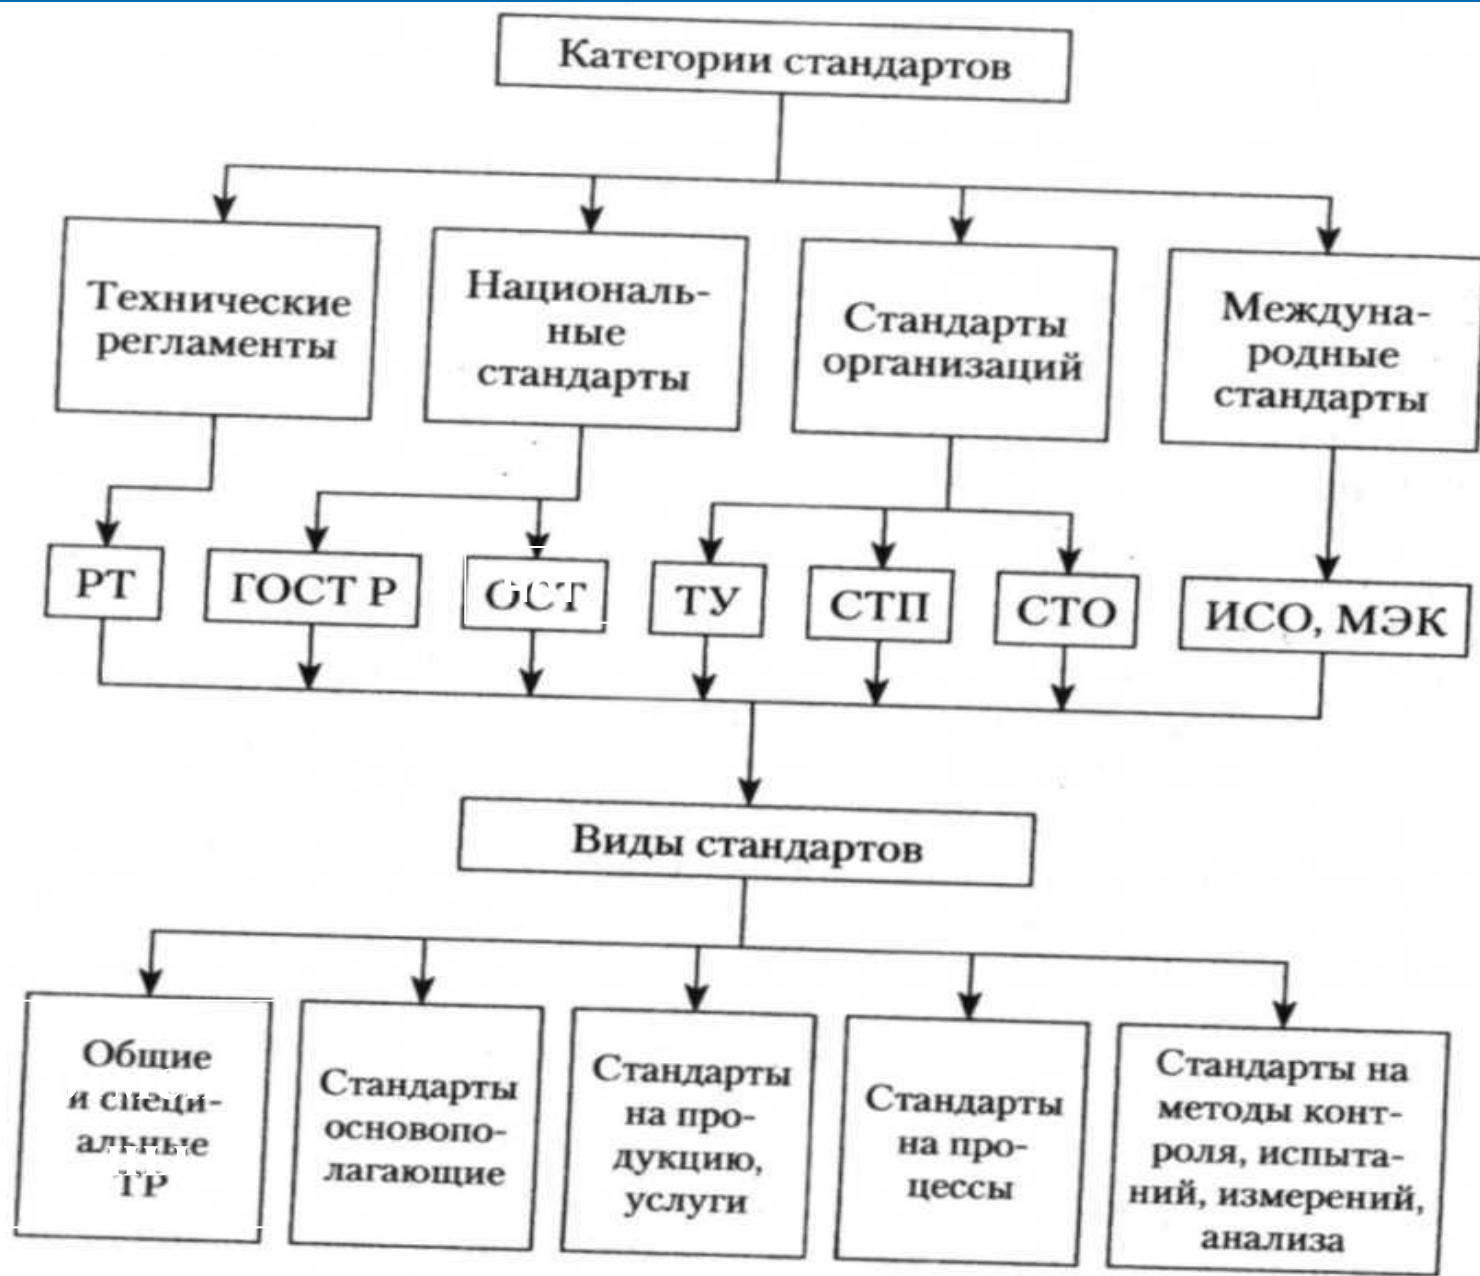 Категории стандартов
Технические
регламенты
Националь-
ные
стандарты
Стандарты
организаций
Междуна-
родные
стандарты
РТ
ГОСТ Р
ОСТ
ТУ
СТП
СТО
ИСО, МЭК
Виды стандартов
Общие
и специ-
альные
ТР
Стандарты
основопо-
лагающие
Стандарты
на про-
дукцию,
услуги
Стандарты
на про-
цессы
Стандарты на
методы конт-
роля, испыта-
ний, измерений,
анализа